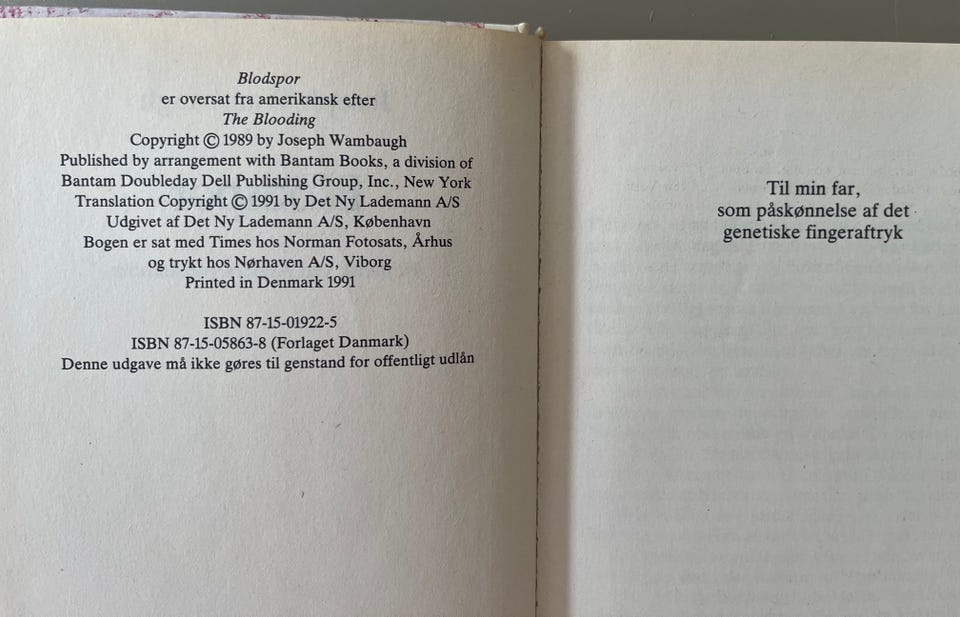 Blodspor
er oversat fra amerikansk efter
The Blooding
Copyright © 1989 by Joseph Wambaugh
Published by arrangement with Bantam Books, a division of
Bantam Doubleday Dell Publishing Group, Inc., New York
Translation Copyright © 1991 by Det Ny Lademann A/S
Udgivet af Det Ny Lademann A/S, København
Bogen er sat med Times hos Norman Fotosats, Århus
og trykt hos Nørhaven A/S, Viborg
Printed in Denmark 1991
ISBN 87-15-01922-5
ISBN 87-15-05863-8 (Forlaget Danmark)
Denne udgave må ikke gøres til genstand for offentligt udlån
Til min far,
som påskønnelse af det
genetiske fingeraftryk